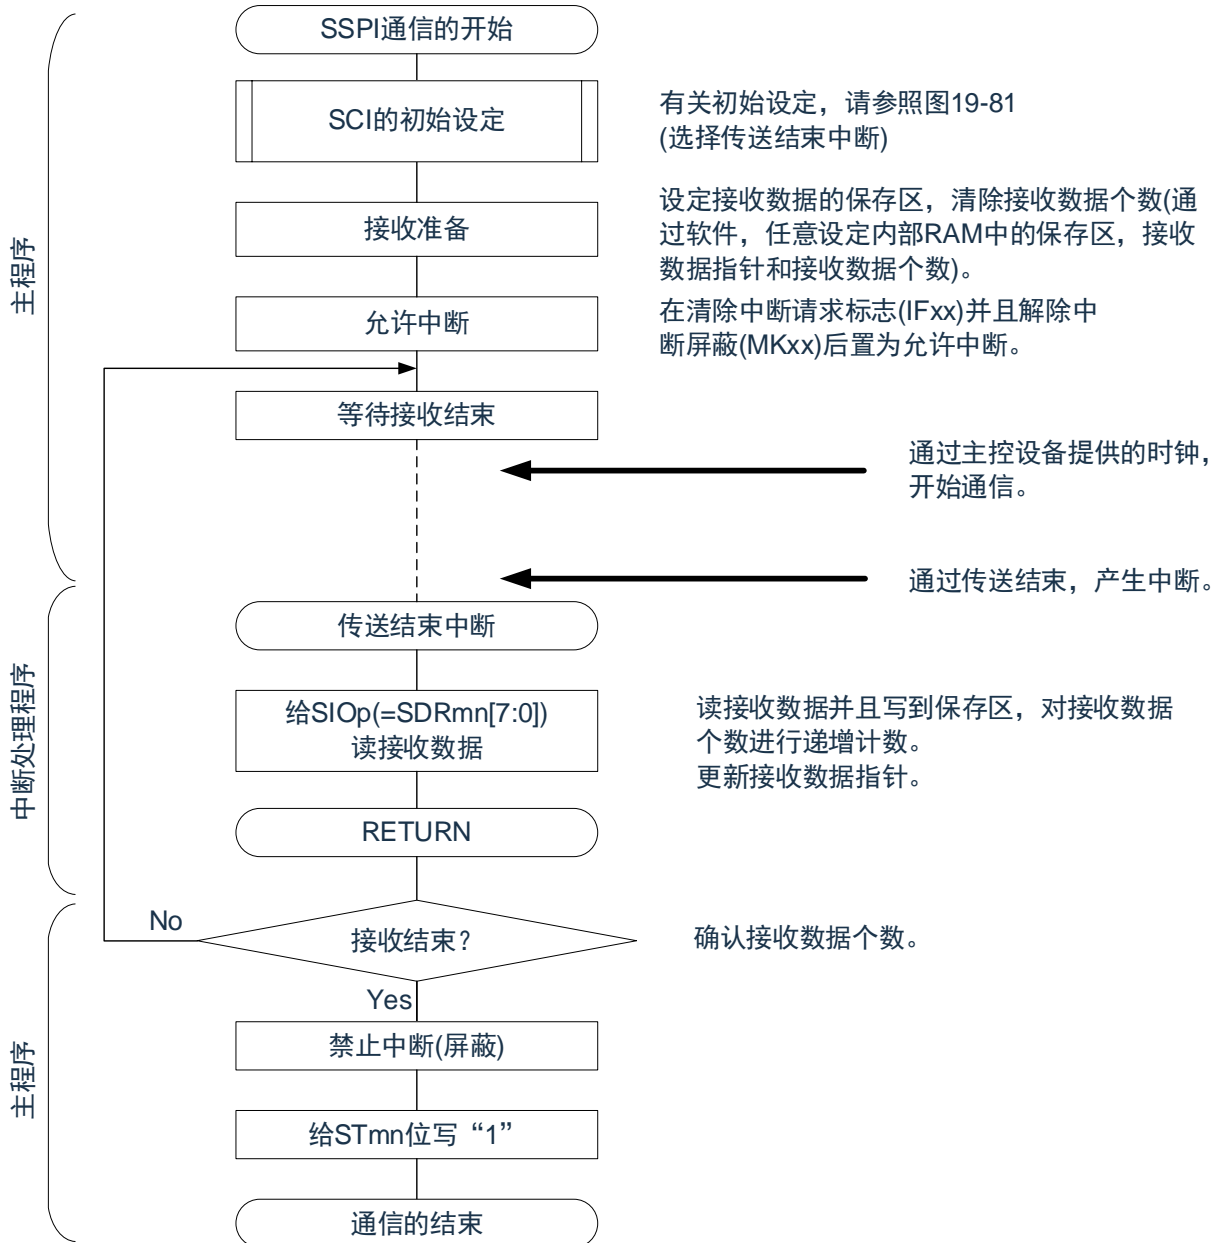 SSPI通信的开始
SCI的初始设定
有关初始设定，请参照图19-81
(选择传送结束中断)
接收准备
设定接收数据的保存区，清除接收数据个数(通
过软件，任意设定内部RAM中的保存区，接收
数据指针和接收数据个数)。
主程序
允许中断
在清除中断请求标志(IFxx)并且解除中
断屏蔽(MKxx)后置为允许中断。
等待接收结束
通过主控设备提供的时钟，
开始通信。
通过传送结束，产生中断。
传送结束中断
中断处理程序
给SIOp(=SDRmn[7:0])
读接收数据
读接收数据并且写到保存区，对接收数据
个数进行递增计数。
更新接收数据指针。
RETURN
No
接收结束？
确认接收数据个数。
Yes
主程序
禁止中断(屏蔽)
给STmn位写“1”
通信的结束